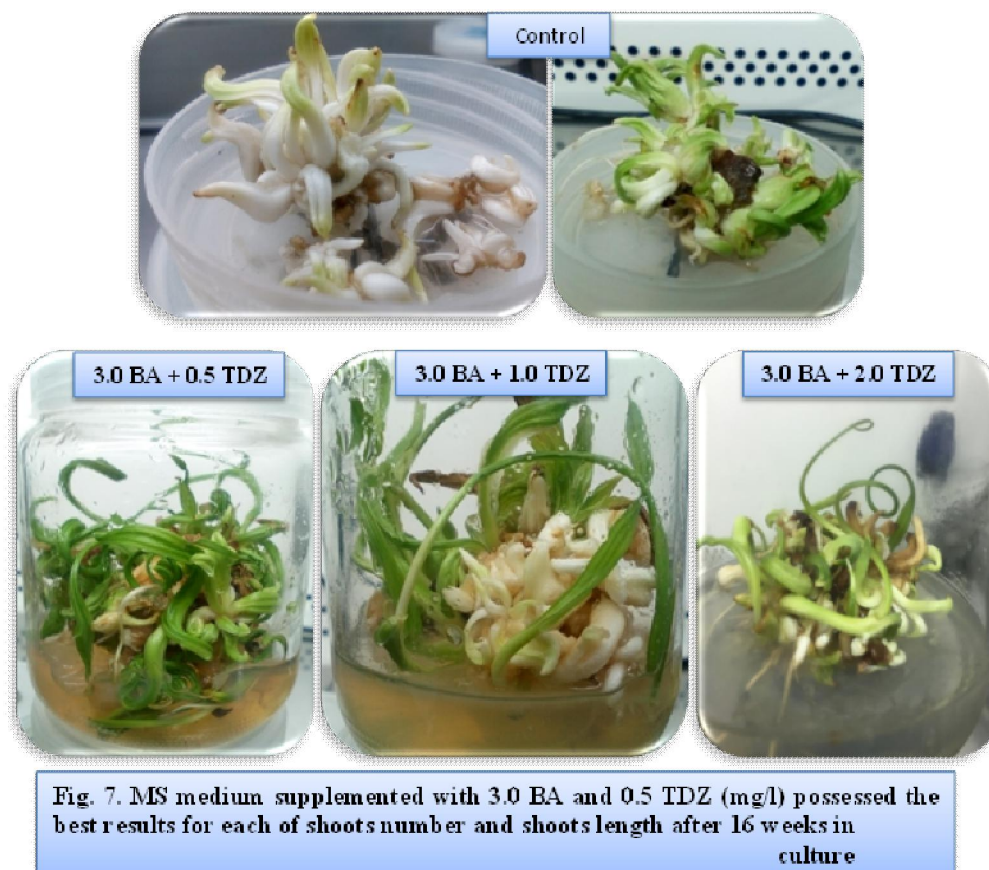 Control
3.0 BA + 0.5 TDZ
3.0 BA + 1.0 TDZ
3.0 BA + 2.0 TDZ
Fig. 7. MS medium supplemented with 3.0 BA and 0.5 TDZ (mg/l) possessed the
best results for each of shoots number and shoots length after 16 weeks in
culture